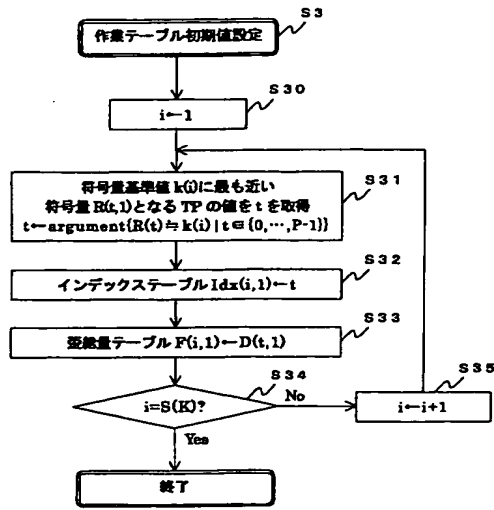 S3
作業テーブル初期値設定
S30
i←1
S31
符号量基準値 k(i)に最も近い
符号量 R(t,1)となる TP の値を t を取得
t←argument{R(t)≒k(i)|t∈{0,…,P-1}}
S32
インデックステーブル Idx(i,1)←t
S33
歪総量テーブル F(i,1)←D(t,1)
S34
i=S(K)?
No
S35
i←i+1
Yes
終了